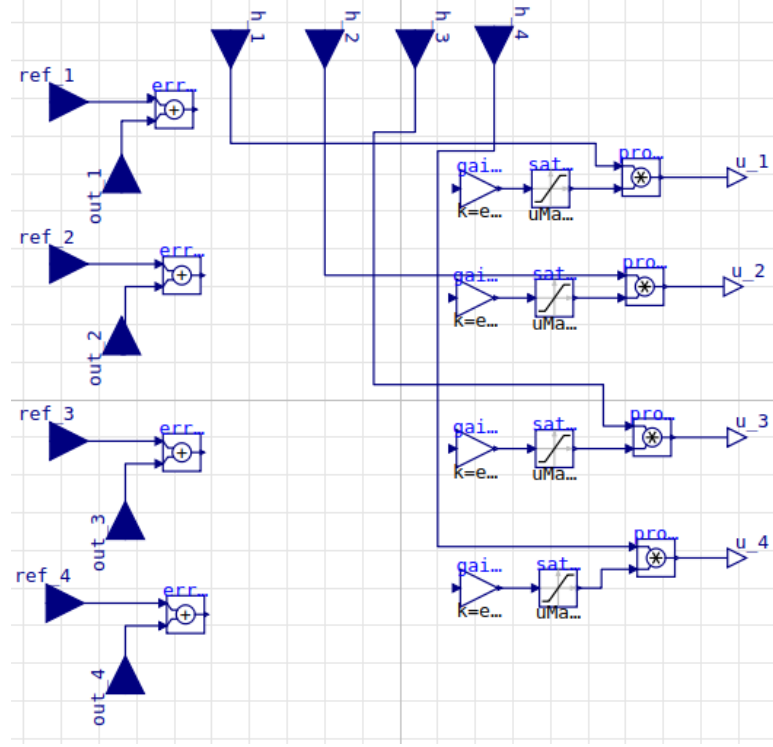 h_1
h_2
h_3
h_4
ref_1
err...
out_1
gai...
k=e...
sat...
uMa...
pro...
u_1
ref_2
err...
out_2
gai...
k=e...
sat...
uMa...
pro...
u_2
ref_3
err...
out_3
gai...
k=e...
sat...
uMa...
pro...
u_3
ref_4
err...
out_4
gai...
k=e...
sat...
uMa...
pro...
u_4